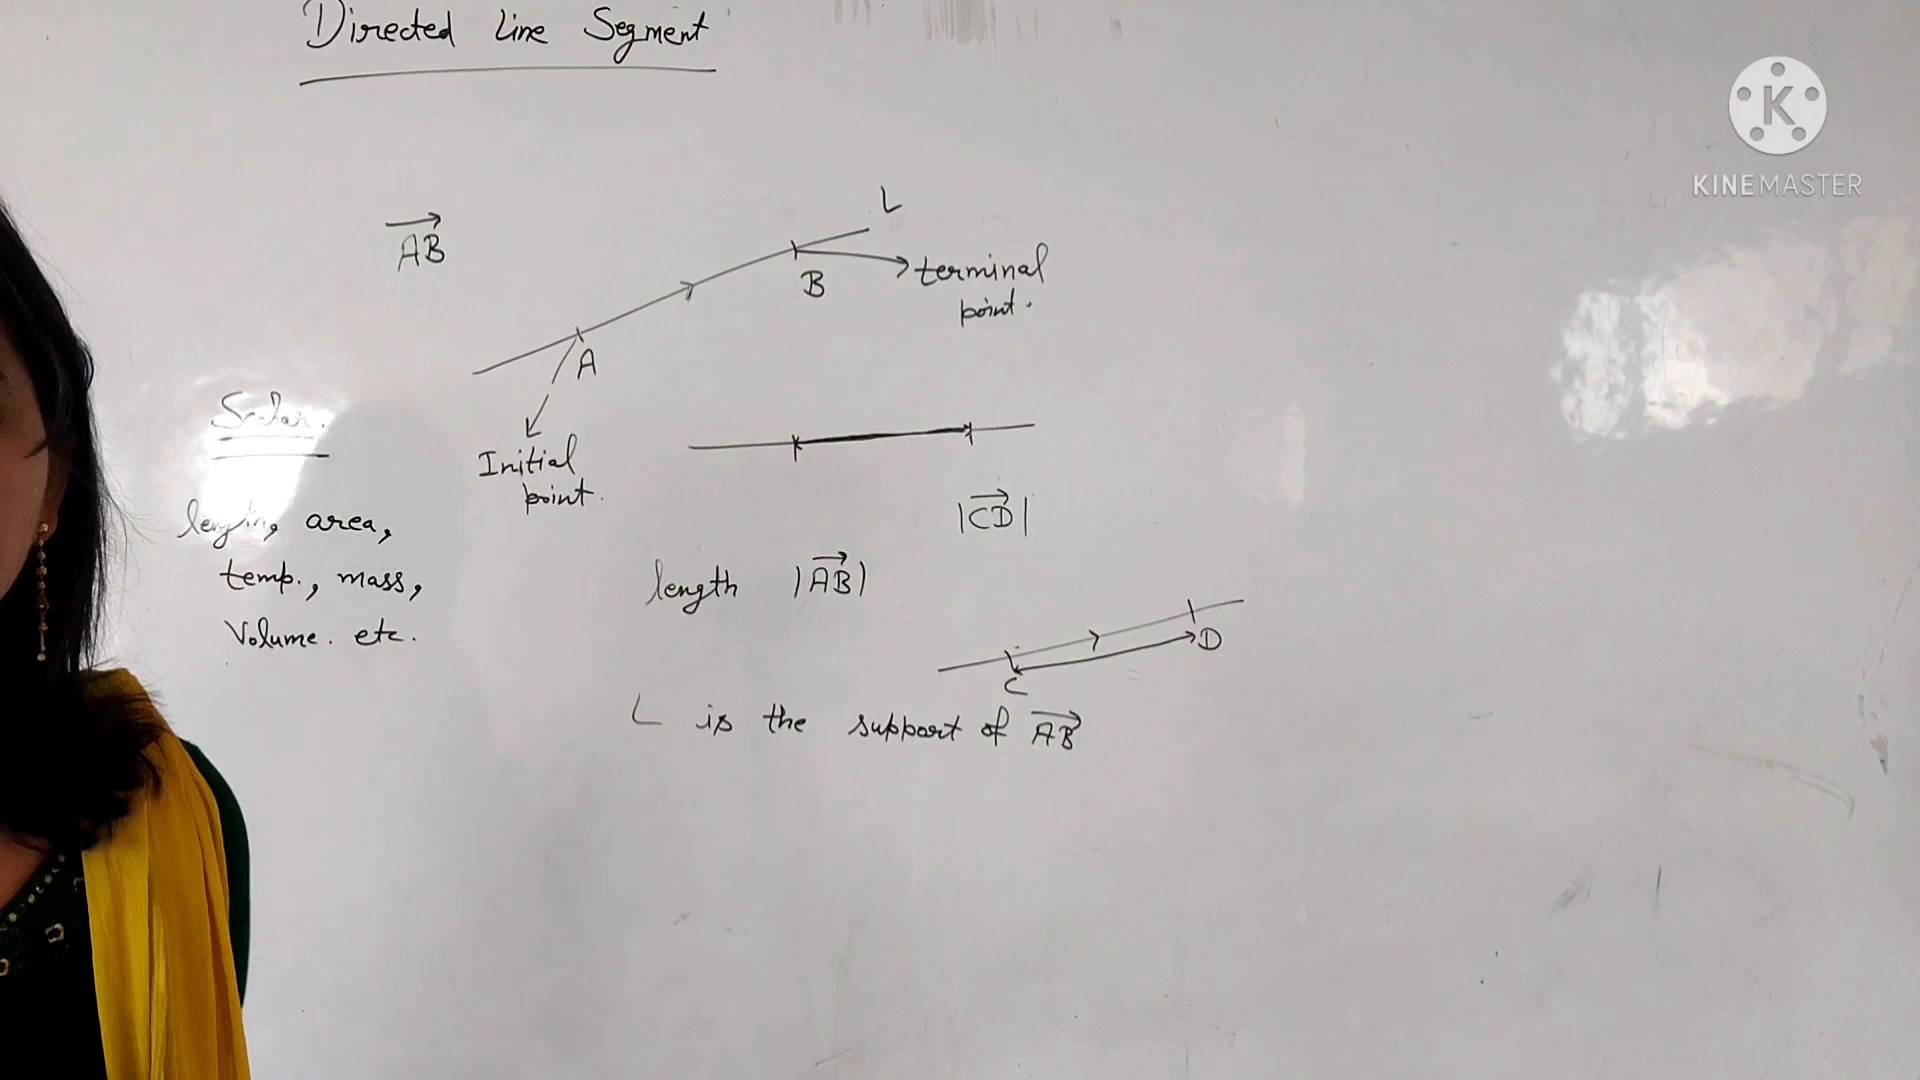 Directed Line Segment
KINEMASTER
AB
L
B
terminal
point.
A
Initial
point.
Scalar.
length, area,
temp., mass,
Volume. etc.
|CD|
length |AB|
C
D
L is the support of AB